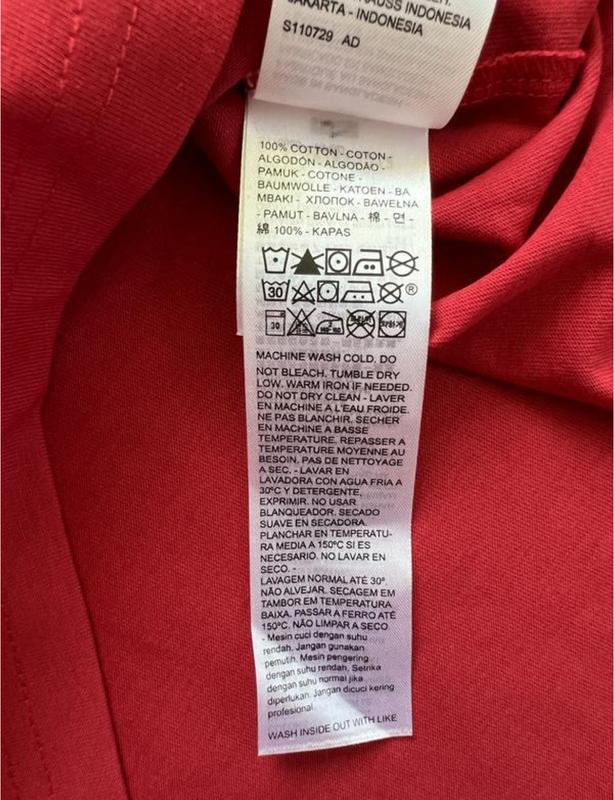 AUSS INDONESIA
JAKARTA - INDONESIA
S110729 AD
100% COTTON - COTON -
ALGODÓN - ALGODÃO -
PAMUK - COTONE -
BAUMWOLLE - KATOEN - BA
MBAKI - ХЛОПОК - BAWEŁNA
- PAMUT - BAVLNA - 棉 - 면 -
綿 100% - KAPAS
30
30
MACHINE WASH COLD. DO
NOT BLEACH. TUMBLE DRY
LOW. WARM IRON IF NEEDED.
DO NOT DRY CLEAN - LAVER
EN MACHINE A L'EAU FROIDE.
NE PAS BLANCHIR. SECHER
EN MACHINE A BASSE
TEMPERATURE. REPASSER A
TEMPERATURE MOYENNE AU
BESOIN. PAS DE NETTOYAGE
A SEC. - LAVAR EN
LAVADORA CON AGUA FRIA A
30ºC Y DETERGENTE,
EXPRIMIR. NO USAR
BLANQUEADOR. SECADO
SUAVE EN SECADORA.
PLANCHAR EN TEMPERATU-
RA MEDIA A 150ºC SI ES
NECESARIO. NO LAVAR EN
SECO. -
LAVAGEM NORMAL ATÉ 30º.
NÃO ALVEJAR. SECAGEM EM
TAMBOR EM TEMPERATURA
BAIXA. PASSAR A FERRO ATÉ
150ºC. NÃO LIMPAR A SECO.
- Mesin cuci dengan suhu
rendah. Jangan gunakan
pemutih. Mesin pengering
dengan suhu rendah. Setrika
dengan suhu normal jika
diperlukan. Jangan dicuci kering
profesional.
WASH INSIDE OUT WITH LIKE